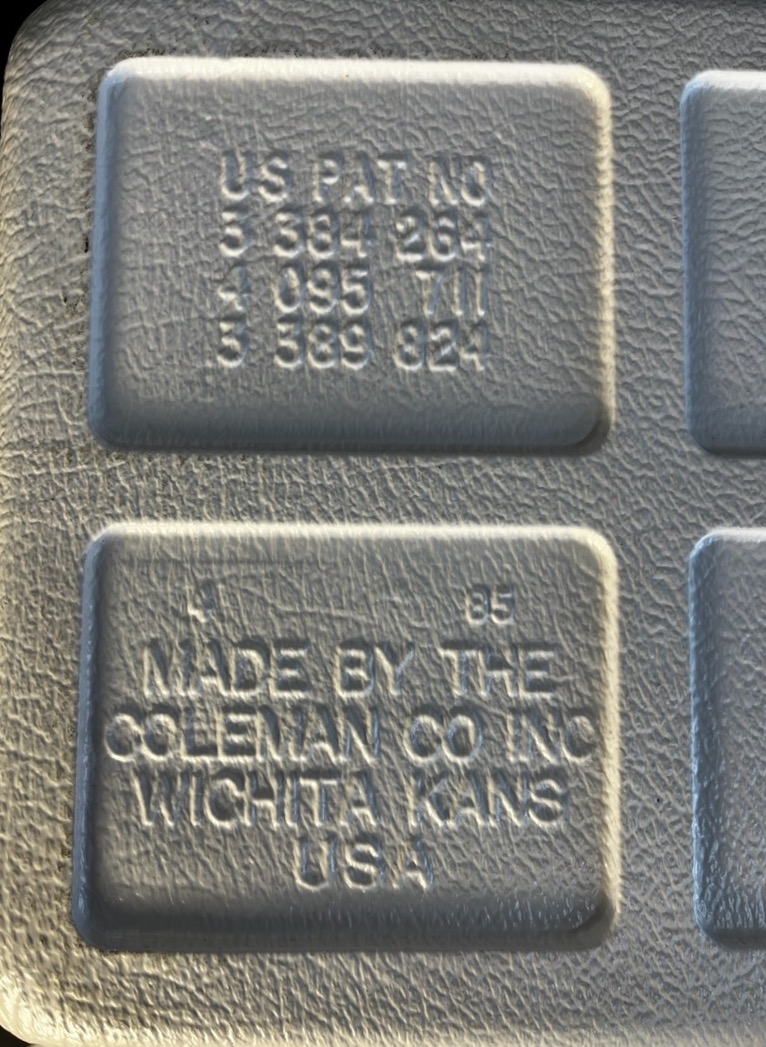 US PAT NO
3 384 264
4 095 711
3 389 824
4 85
MADE BY THE
COLEMAN CO INC
WICHITA KANS
USA